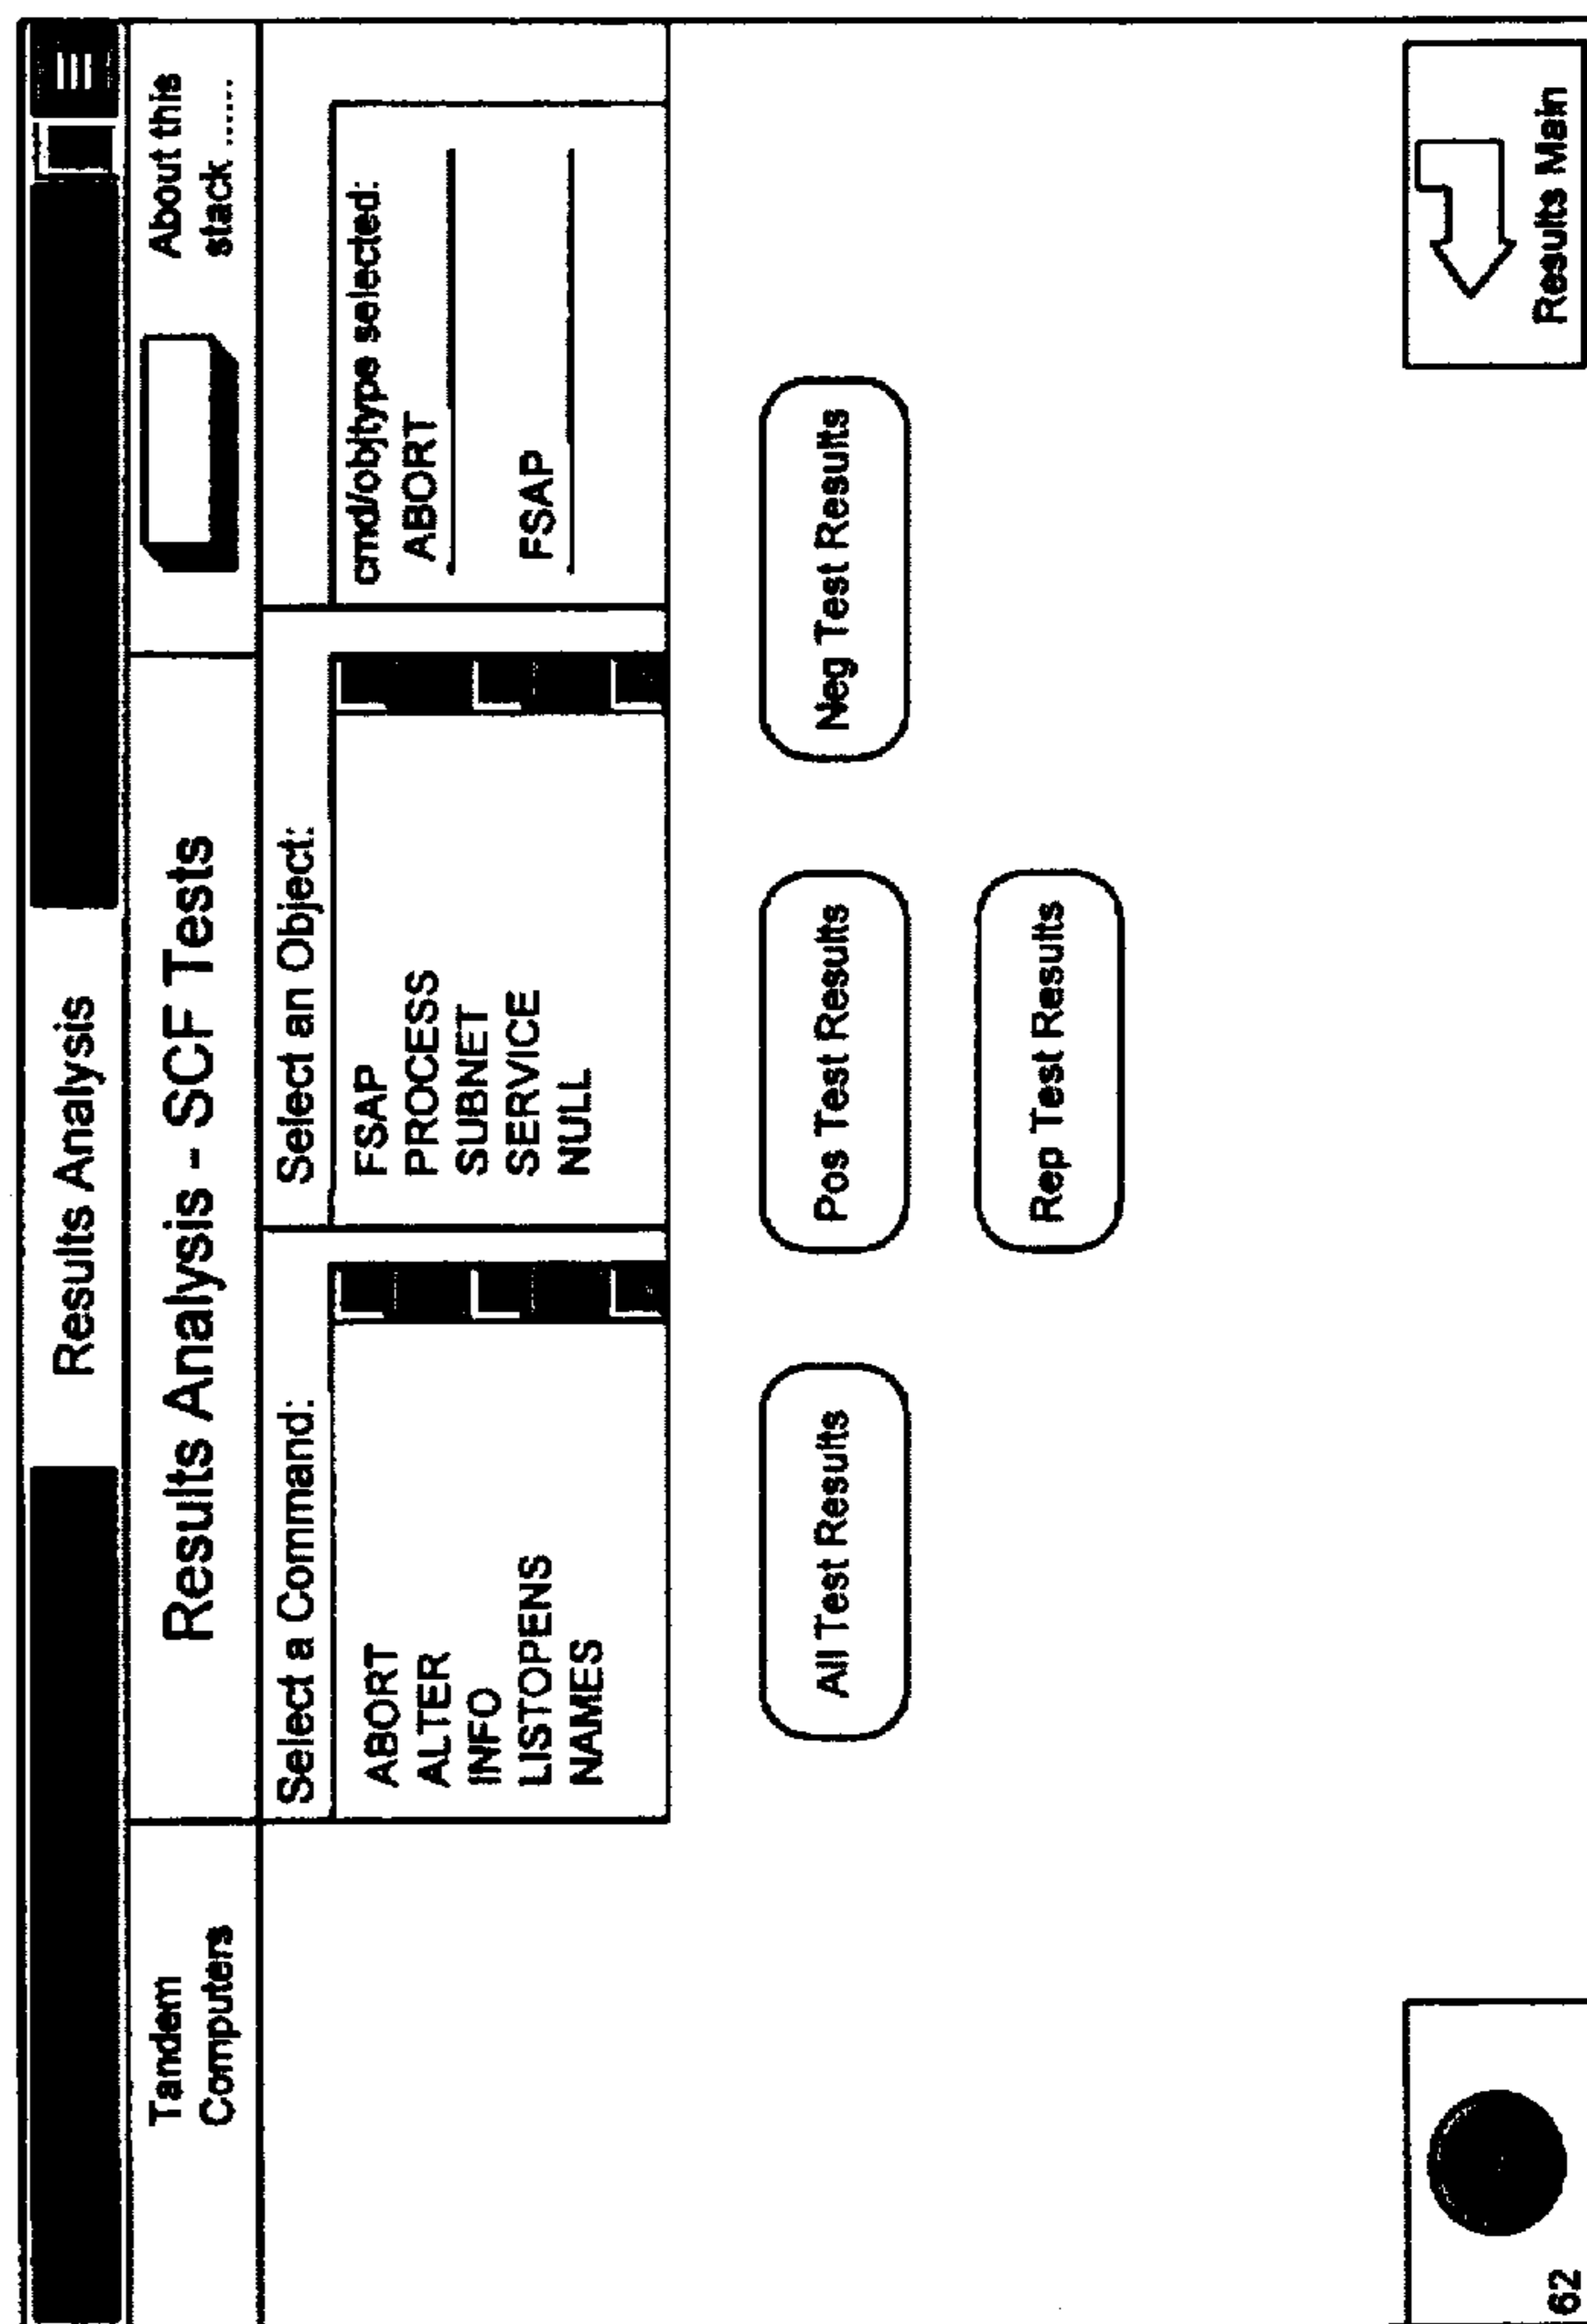 Results Analysis
Tandem
Computers
Results Analysis - SCF Tests
About this
stack ......
Select a Command:
ABORT
ALTER
INFO
LISTOPENS
NAMES
Select an Object:
FSAP
PROCESS
SUBNET
SERVICE
NULL
cmd/objtype selected:
ABORT
FSAP
All Test Results
Pos Test Results
Neg Test Results
Rep Test Results
62
Results Main